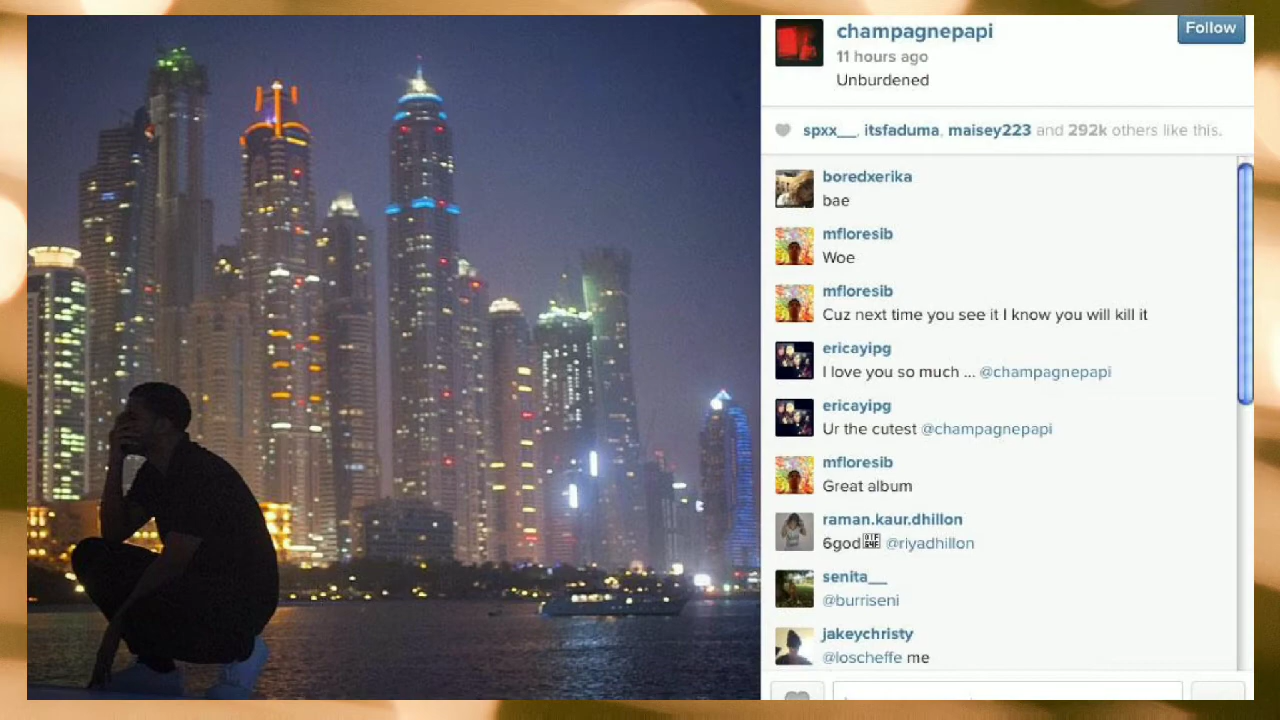 champagnepapi
Follow
11 hours ago
Unburdened
spxx__, itsfaduma, maisey223 and 292k others like this.
boredxerika
bae
mfloresib
Woe
mfloresib
Cuz next time you see it I know you will kill it
ericayipg
I love you so much ... @champagnepapi
ericayipg
Ur the cutest @champagnepapi
mfloresib
Great album
raman.kaur.dhillon
6god @riyadhillon
senita__
@burriseni
jakeychristy
@loscheffe me